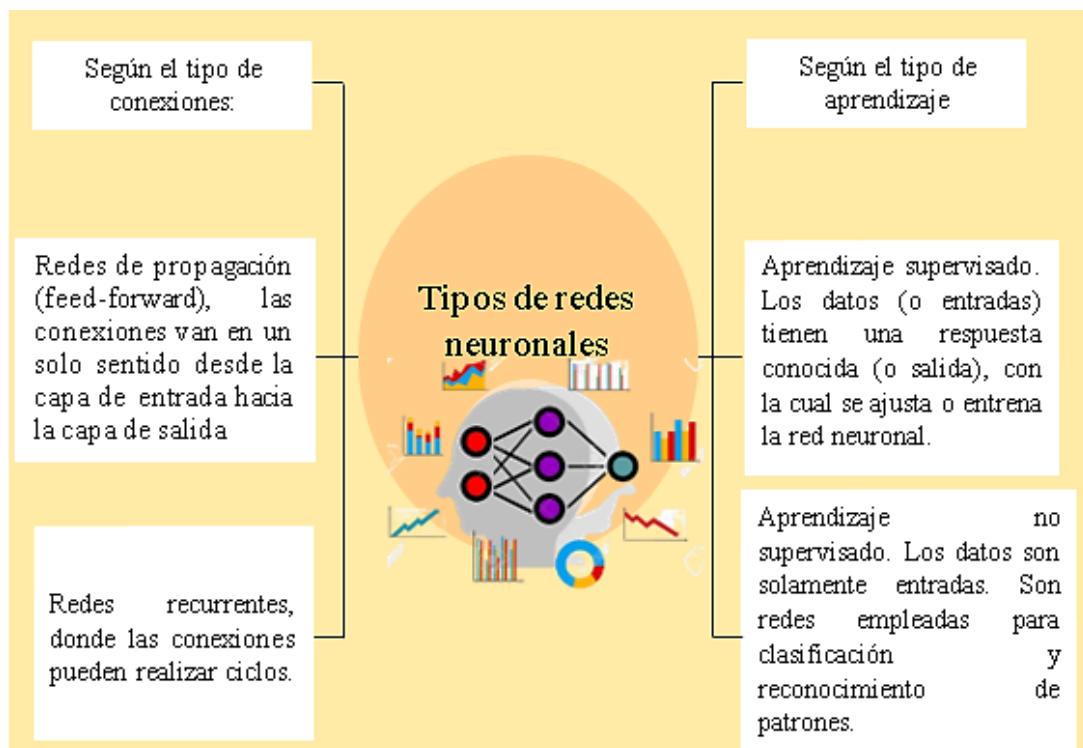 Según el tipo de
conexiones:
Redes de propagación
(feed-forward), las
conexiones van en un
solo sentido desde la
capa de entrada hacia
la capa de salida
Redes recurrentes,
donde las conexiones
pueden realizar ciclos.
Tipos de redes
neuronales
Según el tipo de
aprendizaje
Aprendizaje supervisado.
Los datos (o entradas)
tienen una respuesta
conocida (o salida), con
la cual se ajusta o entrena
la red neuronal.
Aprendizaje no
supervisado. Los datos son
solamente entradas. Son
redes empleadas para
clasificación y
reconocimiento de
patrones.